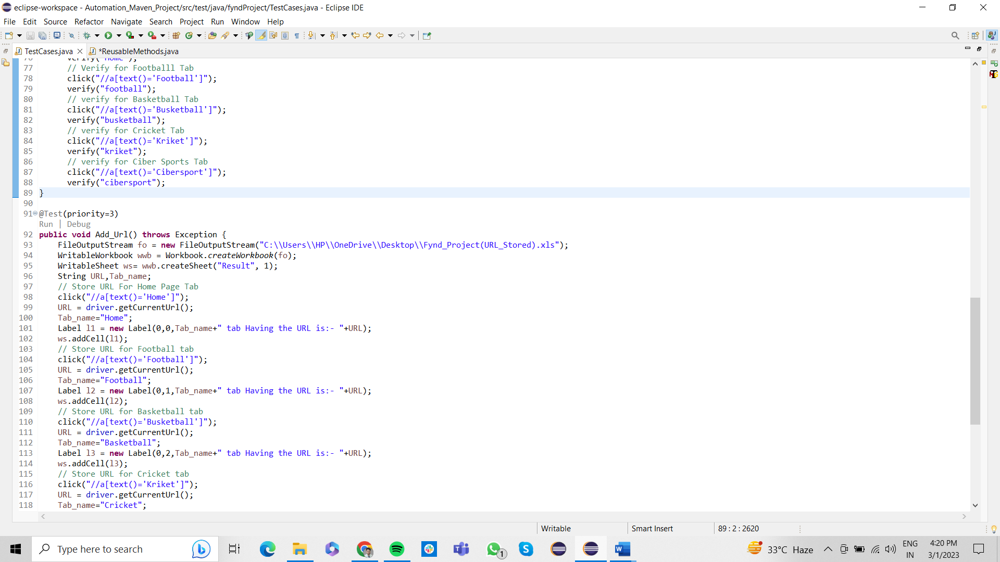 eclipse-workspace - Automation_Maven_Project/src/test/java/fyndProject/TestCases.java - Eclipse IDE
File Edit Source Refactor Navigate Search Project Run Window Help
TestCases.java *ReusableMethods.java
76 verify("Home");
77 // Verify for Footballl Tab
78 click("//a[text()='Football']");
79 verify("football");
80 // verify for Basketball Tab
81 click("//a[text()='Busketball']");
82 verify("busketball");
83 // verify for Cricket Tab
84 click("//a[text()='Kriket']");
85 verify("kriket");
86 // verify for Ciber Sports Tab
87 click("//a[text()='Cibersport']");
88 verify("cibersport");
89 }
90
91 @Test(priority=3)
Run | Debug
92 public void Add_Url() throws Exception {
93 FileOutputStream fo = new FileOutputStream("C:\\Users\\HP\\OneDrive\\Desktop\\Fynd_Project(URL_Stored).xls");
94 WritableWorkbook wwb = Workbook.createWorkbook(fo);
95 WritableSheet ws= wwb.createSheet("Result", 1);
96 String URL,Tab_name;
97 // Store URL For Home Page Tab
98 click("//a[text()='Home']");
99 URL = driver.getCurrentUrl();
100 Tab_name="Home";
101 Label l1 = new Label(0,0,Tab_name+" tab Having the URL is:- "+URL);
102 ws.addCell(l1);
103 // Store URL for Football tab
104 click("//a[text()='Football']");
105 URL = driver.getCurrentUrl();
106 Tab_name="Football";
107 Label l2 = new Label(0,1,Tab_name+" tab Having the URL is:- "+URL);
108 ws.addCell(l2);
109 // Store URL for Basketball tab
110 click("//a[text()='Busketball']");
111 URL = driver.getCurrentUrl();
112 Tab_name="Basketball";
113 Label l3 = new Label(0,2,Tab_name+" tab Having the URL is:- "+URL);
114 ws.addCell(l3);
115 // Store URL for Cricket tab
116 click("//a[text()='Kriket']");
117 URL = driver.getCurrentUrl();
118 Tab_name="Cricket";
Writable Smart Insert 89 : 2 : 2620
Type here to search 1 33°C Haze ENG IN 4:20 PM 3/1/2023